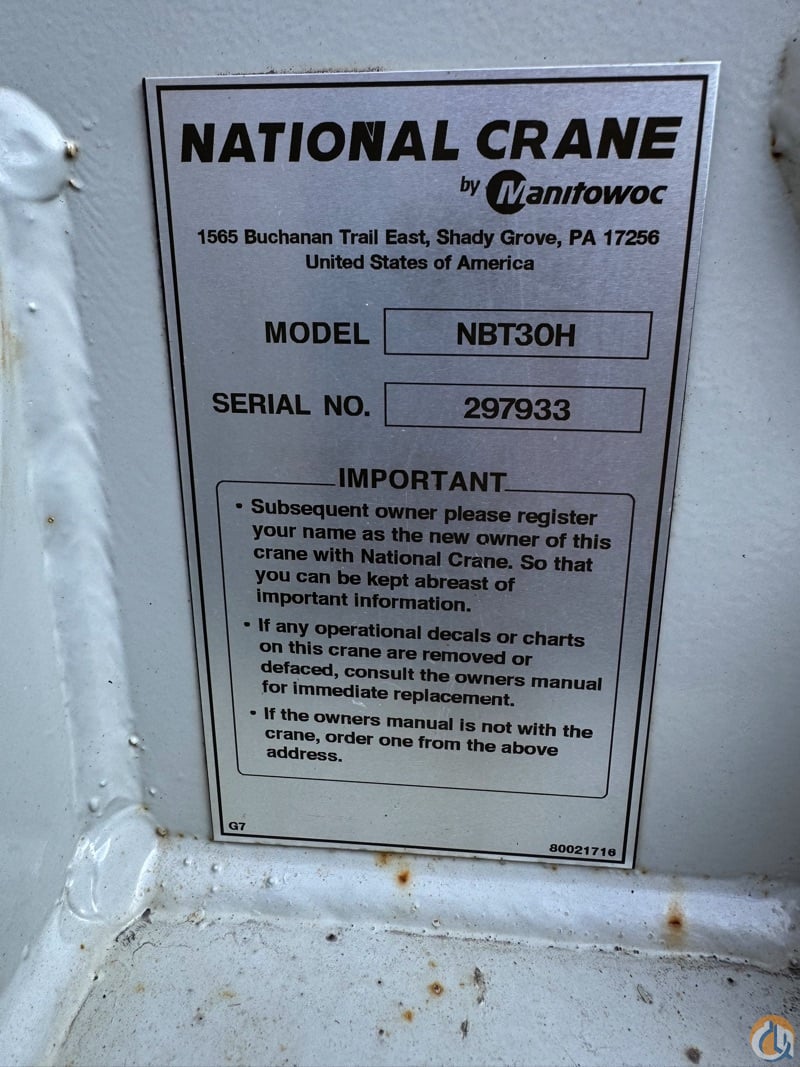 NATIONAL CRANE
by Manitowoc
1565 Buchanan Trail East, Shady Grove, PA 17256
United States of America
MODEL NBT30H
SERIAL NO. 297933
IMPORTANT
• Subsequent owner please register
your name as the new owner of this
crane with National Crane. So that
you can be kept abreast of
important information.
• If any operational decals or charts
on this crane are removed or
defaced, consult the owners manual
for immediate replacement.
• If the owners manual is not with the
crane, order one from the above
address.
G7 80021716